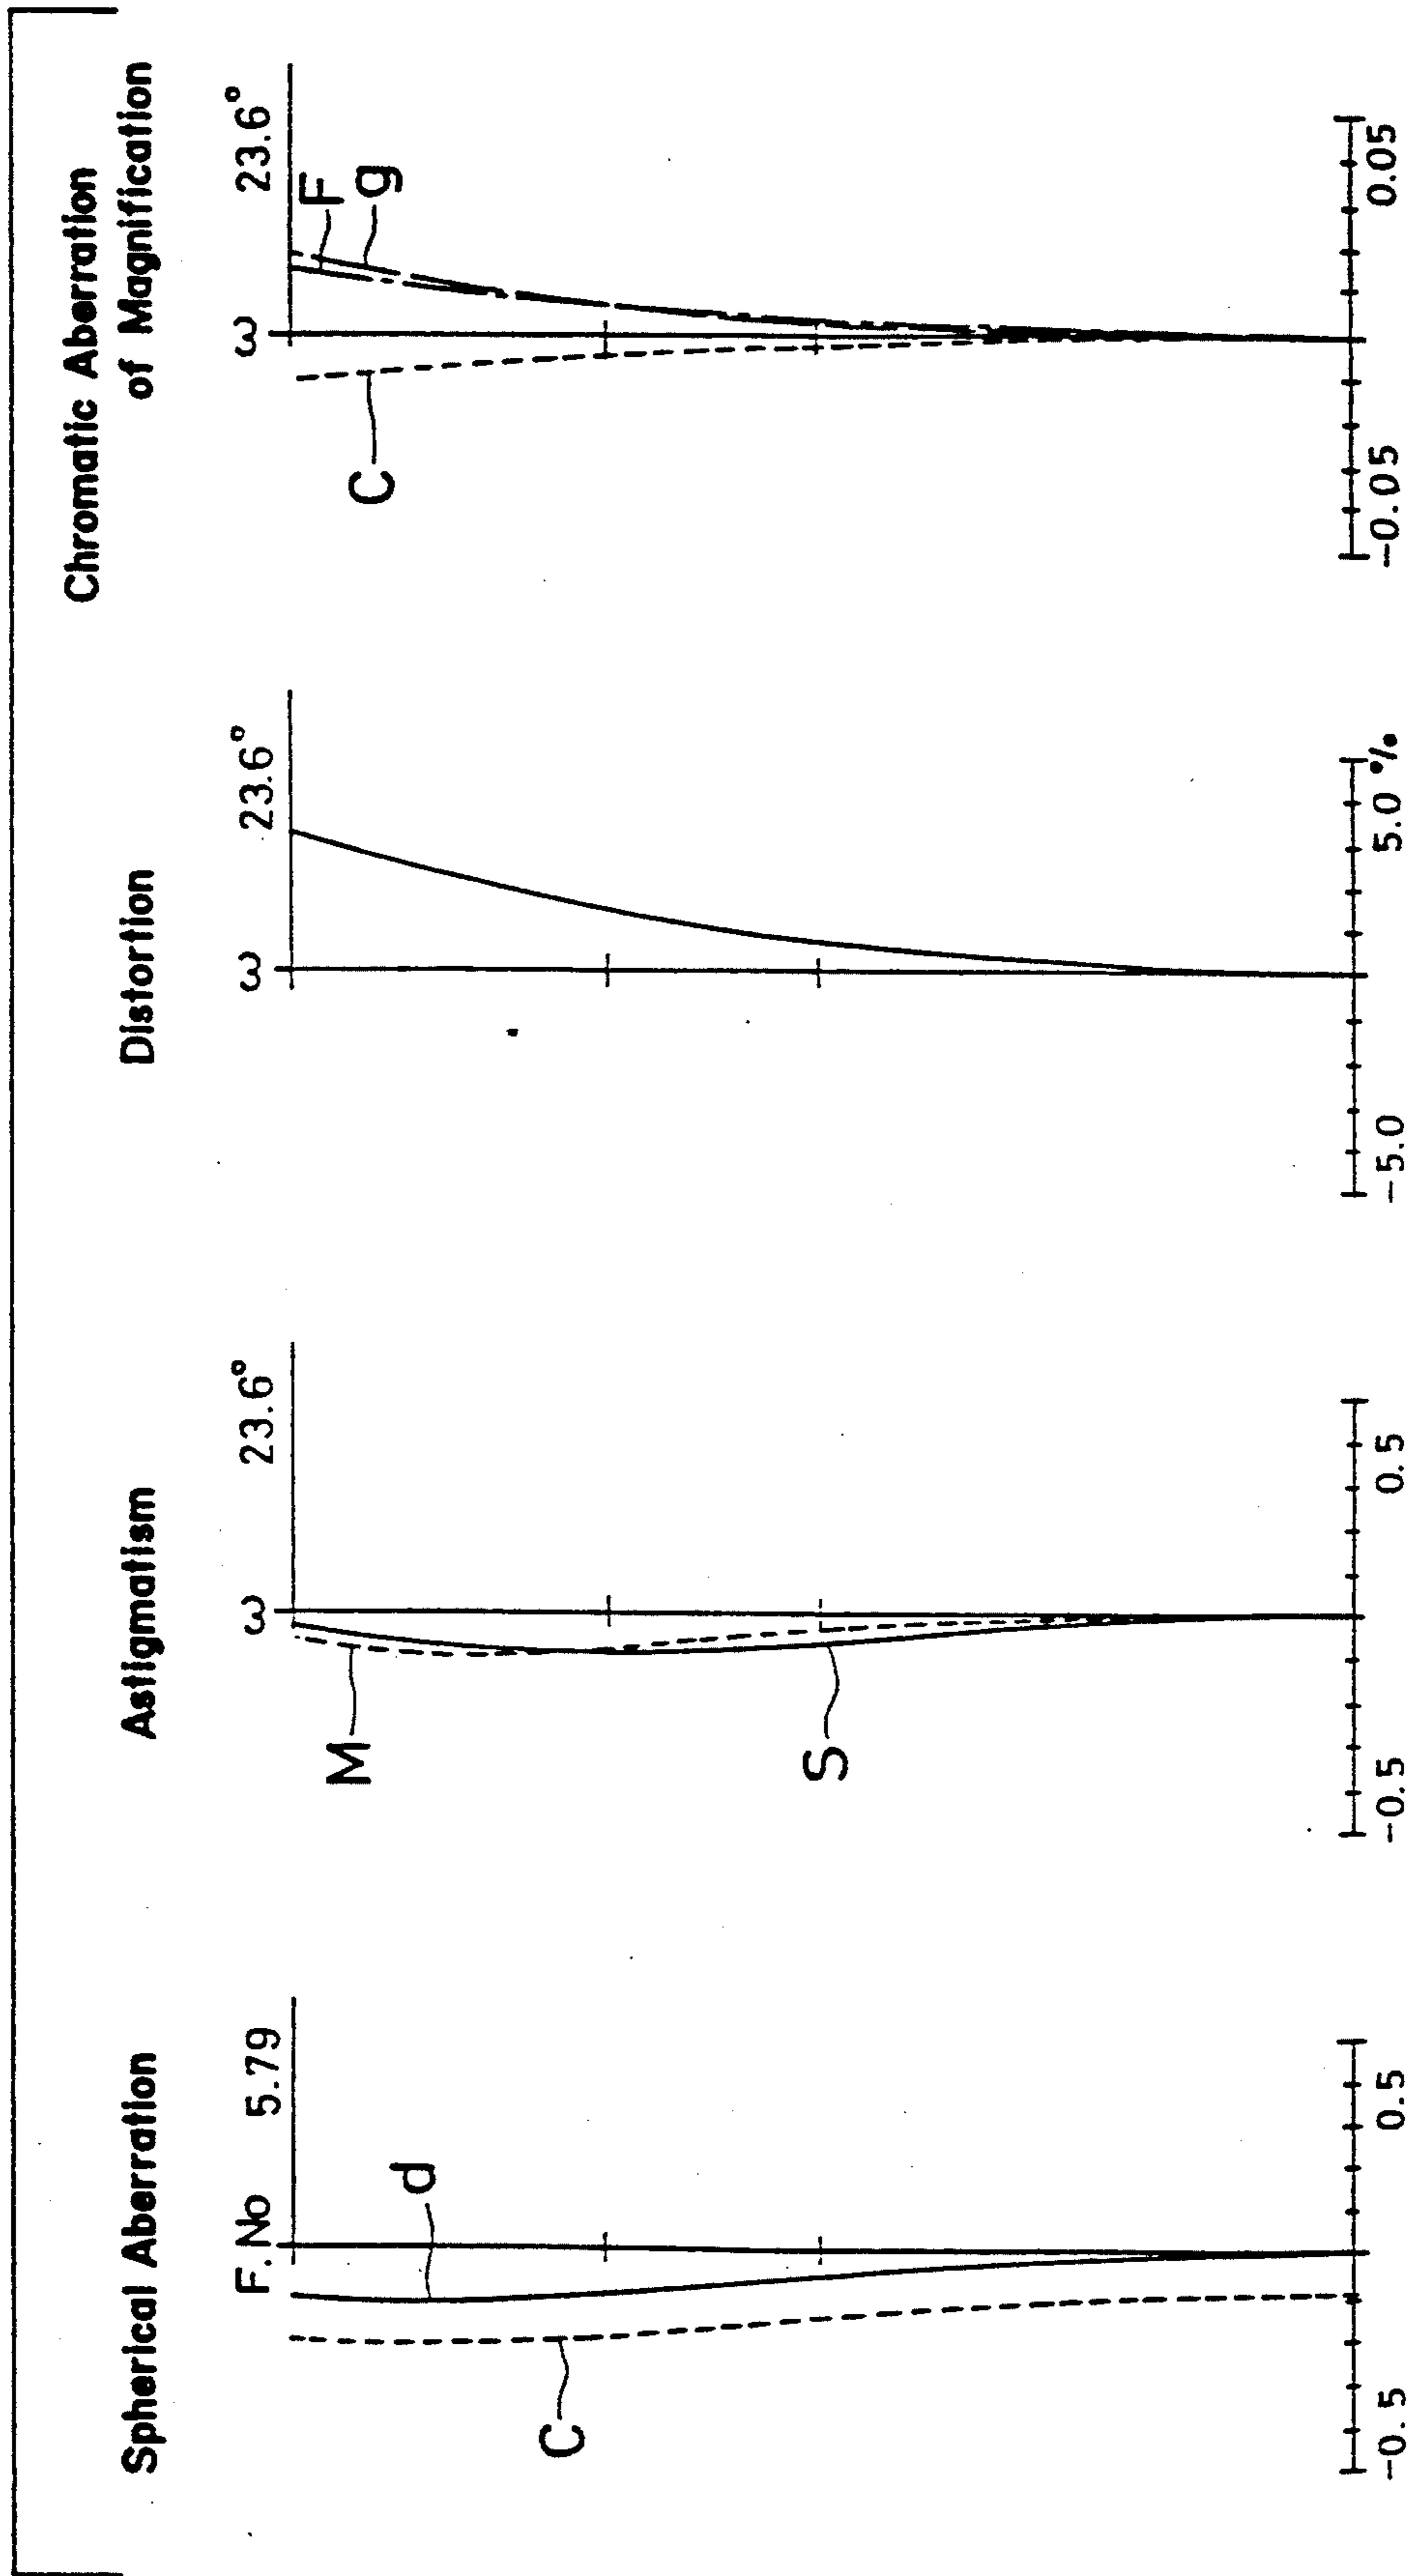 Spherical Aberration
F. No 5.79
d
C
-0.5
0.5
Astigmatism
ω 23.6°
M
S
-0.5
0.5
Distortion
ω 23.6°
-5.0
5.0 %
Chromatic Aberration
of Magnification
ω 23.6°
F
g
C
-0.05
0.05